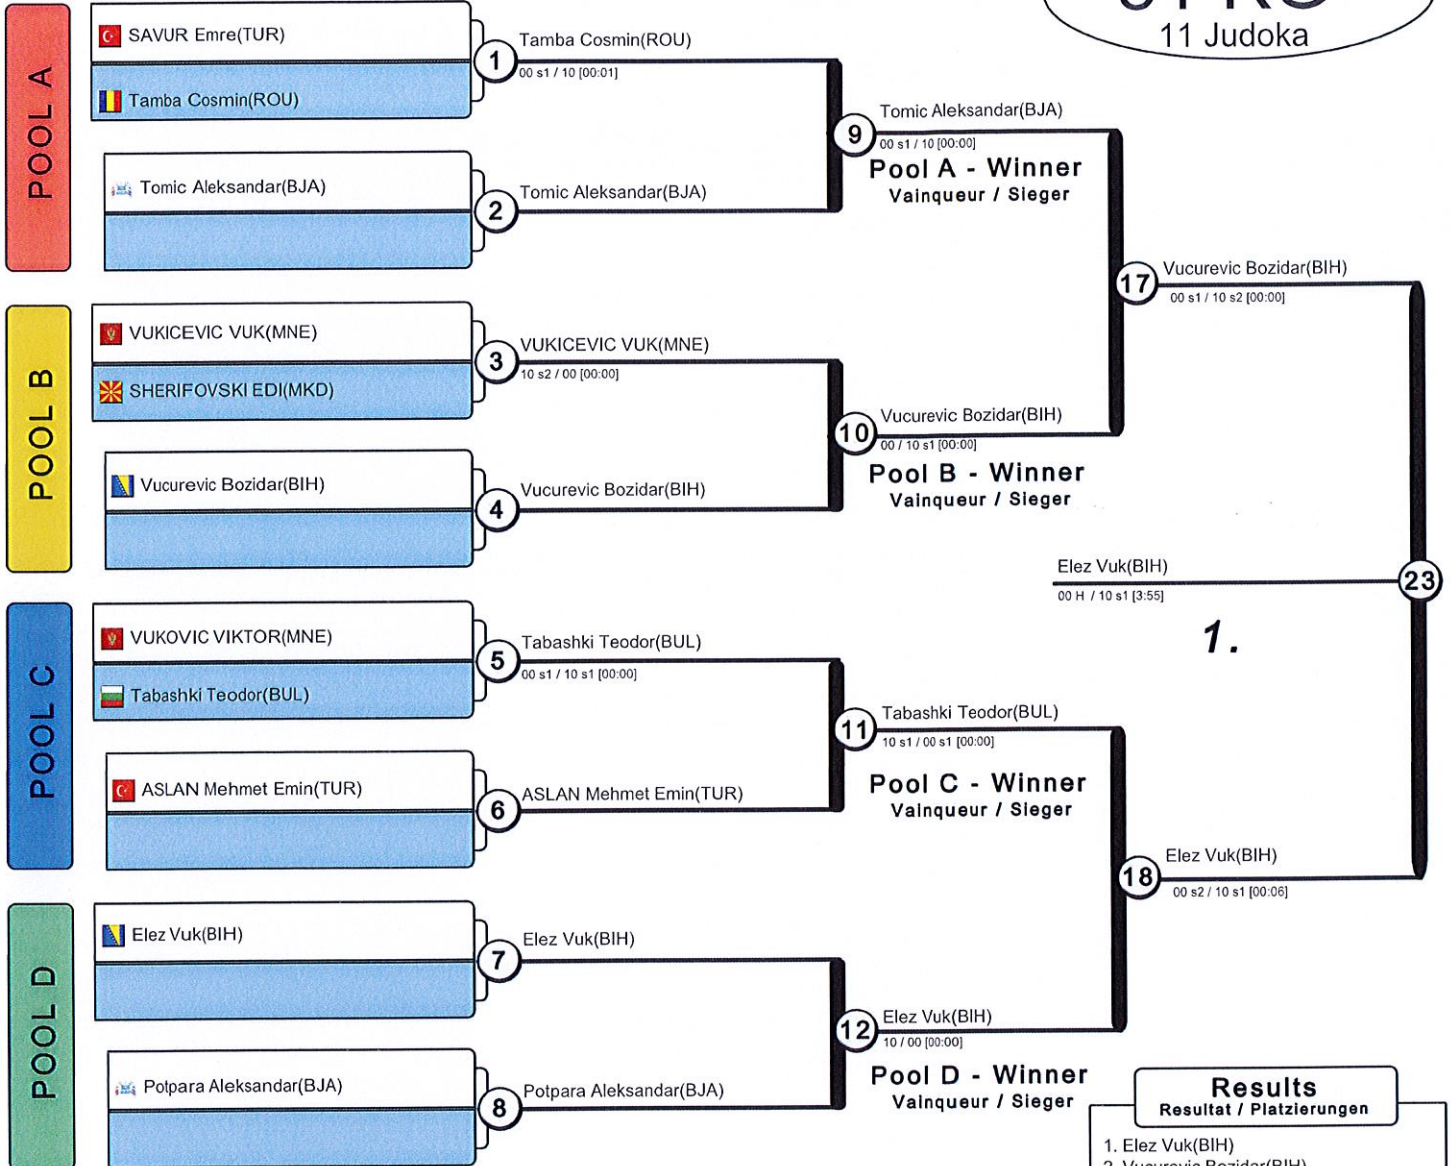 11 Judoka
POOL A
SAVUR Emre(TUR)
Tamba Cosmin(ROU)
1
Tamba Cosmin(ROU)
00 s1 / 10 [00:01]
Tomic Aleksandar(BJA)
2
Tomic Aleksandar(BJA)
9
Tomic Aleksandar(BJA)
00 s1 / 10 [00:00]
Pool A - Winner
Vainqueur / Sieger
POOL B
VUKICEVIC VUK(MNE)
SHERIFOVSKI EDI(MKD)
3
VUKICEVIC VUK(MNE)
10 s2 / 00 [00:00]
Vucurevic Bozidar(BIH)
4
Vucurevic Bozidar(BIH)
10
Vucurevic Bozidar(BIH)
00 / 10 s1 [00:00]
Pool B - Winner
Vainqueur / Sieger
17
Vucurevic Bozidar(BIH)
00 s1 / 10 s2 [00:00]
Elez Vuk(BIH)
00 H / 10 s1 [3:55]
23
1.
POOL C
VUKOVIC VIKTOR(MNE)
Tabashki Teodor(BUL)
5
Tabashki Teodor(BUL)
00 s1 / 10 s1 [00:00]
ASLAN Mehmet Emin(TUR)
6
ASLAN Mehmet Emin(TUR)
11
Tabashki Teodor(BUL)
10 s1 / 00 s1 [00:00]
Pool C - Winner
Vainqueur / Sieger
18
Elez Vuk(BIH)
00 s2 / 10 s1 [00:06]
POOL D
Elez Vuk(BIH)
7
Elez Vuk(BIH)
Potpara Aleksandar(BJA)
8
Potpara Aleksandar(BJA)
12
Elez Vuk(BIH)
10 / 00 [00:00]
Pool D - Winner
Vainqueur / Sieger
Results
Resultat / Platzierungen
1. Elez Vuk(BIH)
2. Vucurevic Bozidar(BIH)